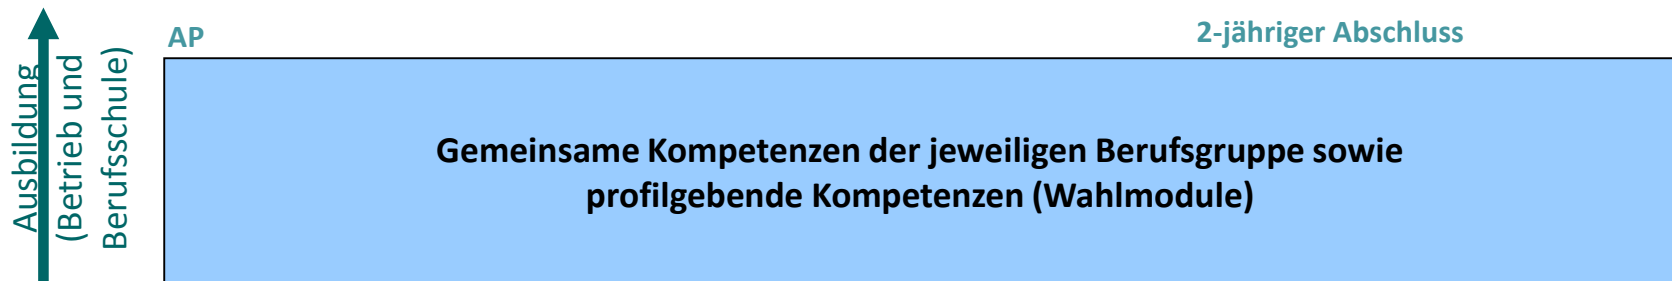 Ausbildung
(Betrieb und
Berufsschule)
AP
2-jähriger Abschluss
Gemeinsame Kompetenzen der jeweiligen Berufsgruppe sowie
profilgebende Kompetenzen (Wahlmodule)